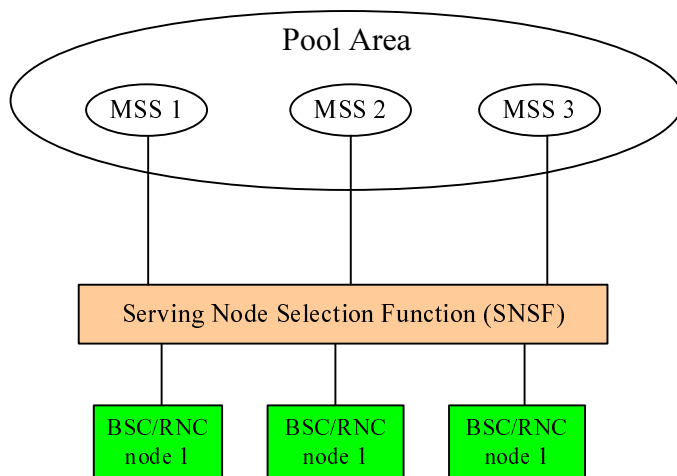 Pool Area
MSS 1
MSS 2
MSS 3
Serving Node Selection Function (SNSF)
BSC/RNC
node 1
BSC/RNC
node 1
BSC/RNC
node 1